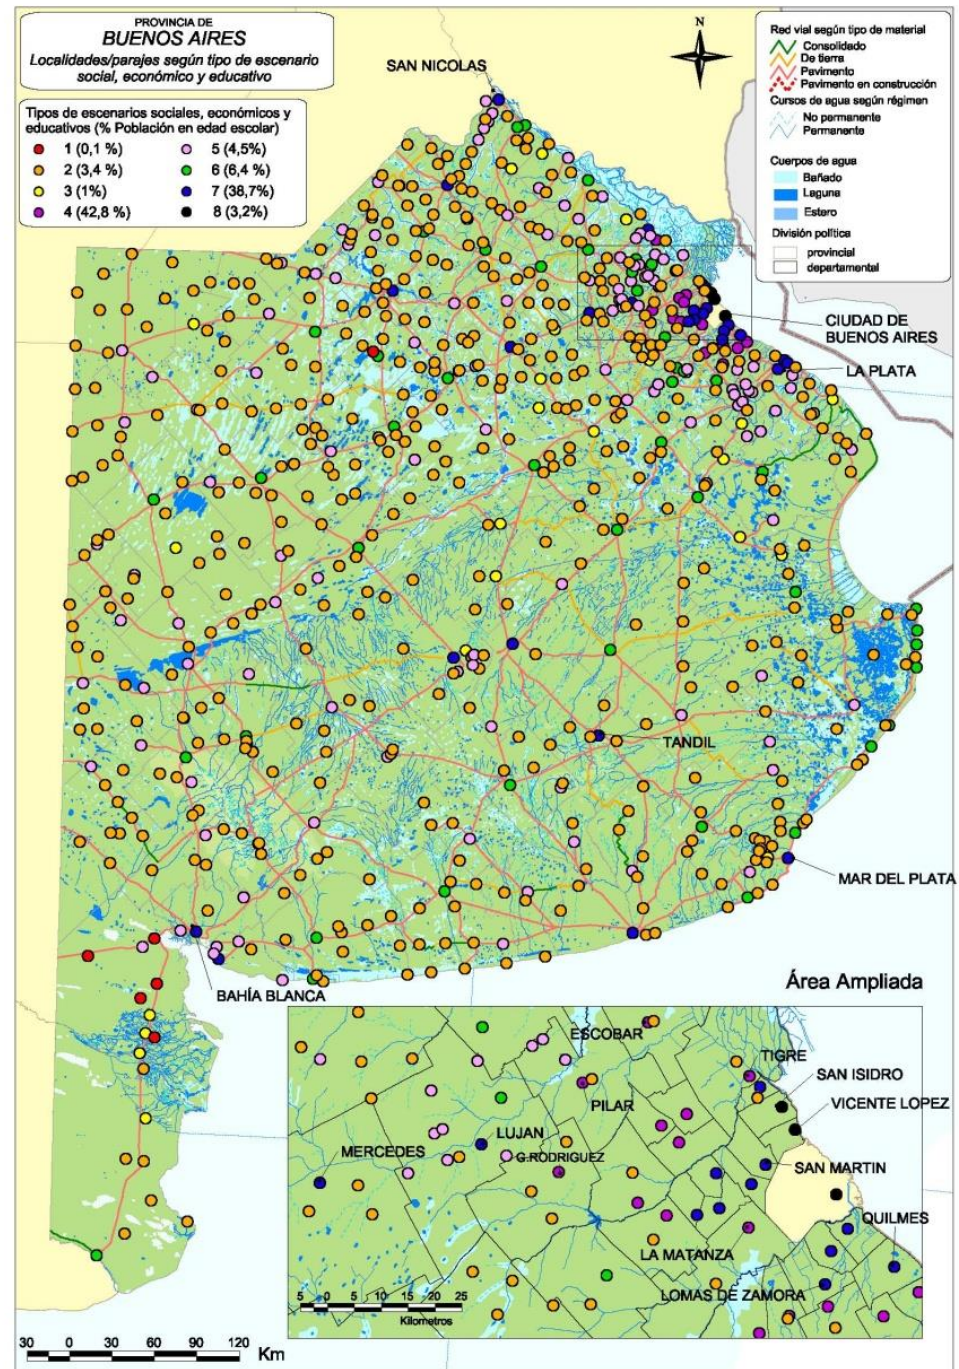 PROVINCIA DE
BUENOS AIRES
Localidades/parajes según tipo de escenario
social, económico y educativo
Tipos de escenarios sociales, económicos y
educativos (% Población en edad escolar)
1 (0,1 %)
2 (3,4 %)
3 (1%)
4 (42,8 %)
5 (4,5%)
6 (6,4 %)
7 (38,7%)
8 (3,2%)
N
Red vial según tipo de material
Consolidado
De tierra
Pavimento
Pavimento en construcción
Cursos de agua según régimen
No permanente
Permanente
Cuerpos de agua
Bañado
Laguna
Estero
División política
provincial
departamental
SAN NICOLAS
CIUDAD DE
BUENOS AIRES
LA PLATA
TANDIL
MAR DEL PLATA
BAHÍA BLANCA
Área Ampliada
ESCOBAR
TIGRE
SAN ISIDRO
PILAR
VICENTE LOPEZ
LUJAN
MERCEDES
G.RODRIGUEZ
SAN MARTIN
QUILMES
LA MATANZA
LOMAS DE ZAMORA
5 0 5 10 15 20 25
Kilometros
30 0 30 60 90 120
Km